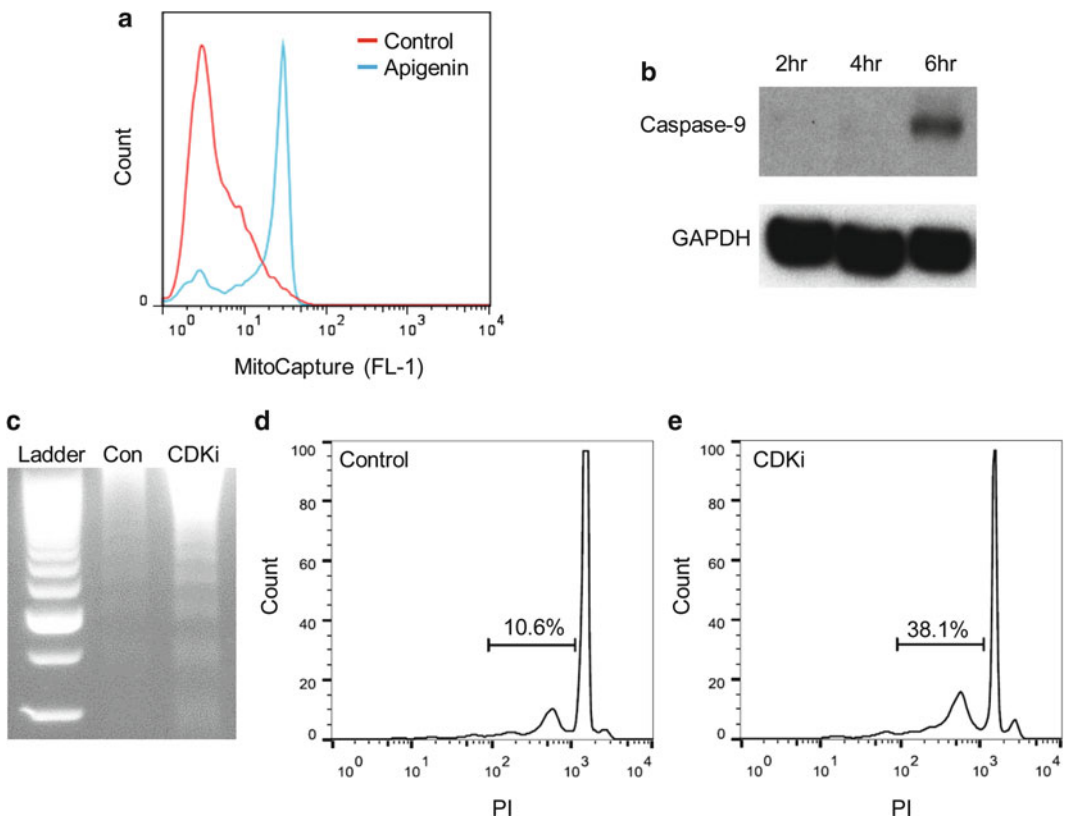 a
Control
Apigenin
Count
0
10^0 10^1 10^2 10^3 10^4
MitoCapture (FL-1)
b
2hr 4hr 6hr
Caspase-9
GAPDH
c
Ladder Con CDKi
d
Control
100
80
60
40
20
0
Count
10.6%
10^0 10^1 10^2 10^3 10^4
PI
e
CDKi
100
80
60
40
20
0
Count
38.1%
10^0 10^1 10^2 10^3 10^4
PI